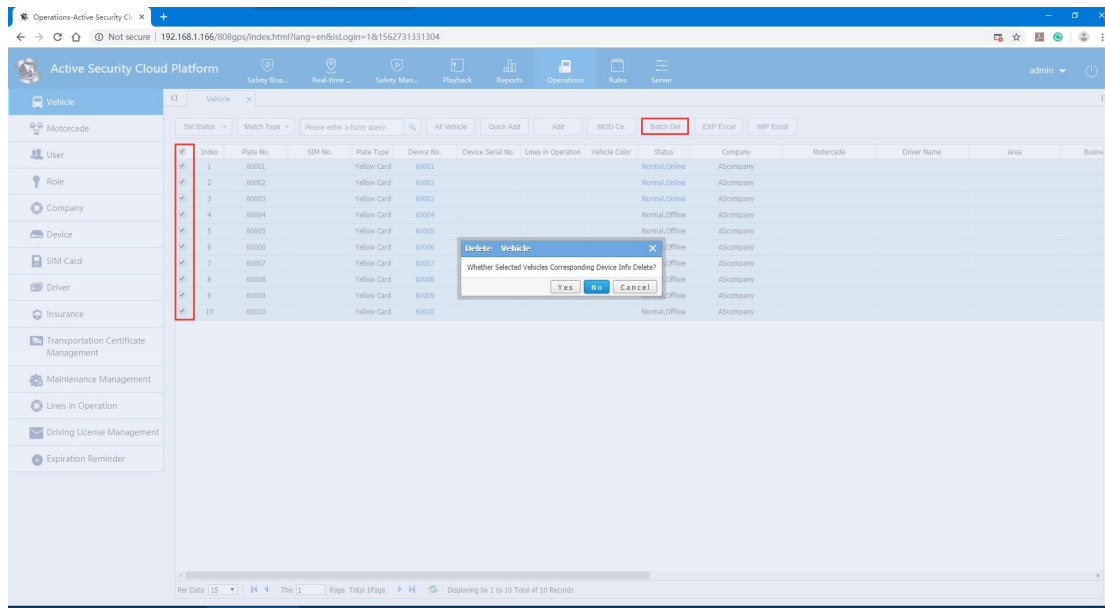 Operations-Active Security Clo
Not secure | 192.168.1.166/808gps/index.html?lang=en&lsLogin=1&1562731331304
Active Security Cloud Platform
Safety Boa... Real-time ... Safety Man... Playback Reports Operations Rules Server
admin
Vehicle
Motorcade
User
Role
Company
Device
SIM Card
Driver
Insurance
Transportation Certificate
Management
Maintenance Management
Lines in Operation
Driving License Management
Expiration Reminder
Vehicle
Sel Status Match Type Please enter a fuzzy query All Vehicle Quick Add Add MOD Co. Batch Del EXP Excel IMP Excel
Index Plate No. SIM No. Plate Type Device No. Device Serial No. Lines in Operation Vehicle Color Status Company Motorcade Driver Name Area Busine
1 60001 Yellow Card 60001 Normal,Online AScompany
2 60002 Yellow Card 60002 Normal,Online AScompany
3 60003 Yellow Card 60003 Normal,Online AScompany
4 60004 Yellow Card 60004 Normal,Offline AScompany
5 60005 Yellow Card 60005 Normal,Offline AScompany
6 60006 Yellow Card 60006 Offline AScompany
7 60007 Yellow Card 60007 Offline AScompany
8 60008 Yellow Card 60008 Offline AScompany
9 60009 Yellow Card 60009 Offline AScompany
10 60010 Yellow Card 60010 Normal,Offline AScompany
Delete Vehicle
Whether Selected Vehicles Corresponding Device Info Delete?
Yes No Cancel
Per Data 15 The 1 Page Total 1Page Displaying by 1 to 10 Total of 10 Records